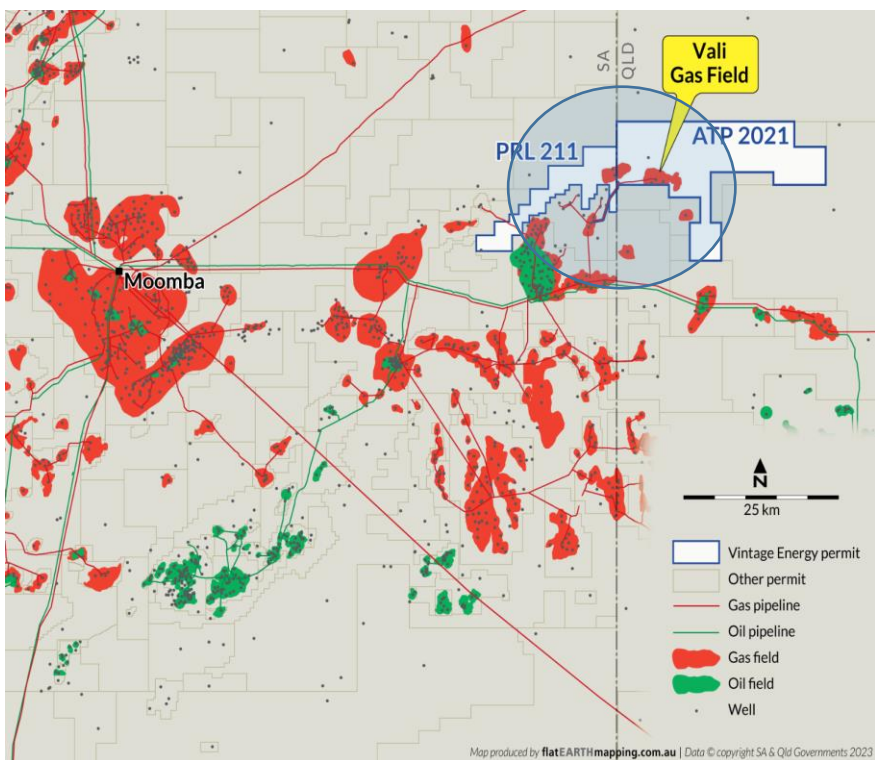 SA
QLD
Vali
Gas Field
PRL 211
ATP 2021
Moomba
N
25 km
Vintage Energy permit
Other permit
Gas pipeline
Oil pipeline
Gas field
Oil field
Well
Map produced by flatEARTHmapping.com.au | Data © copyright SA & Qld Governments 2023